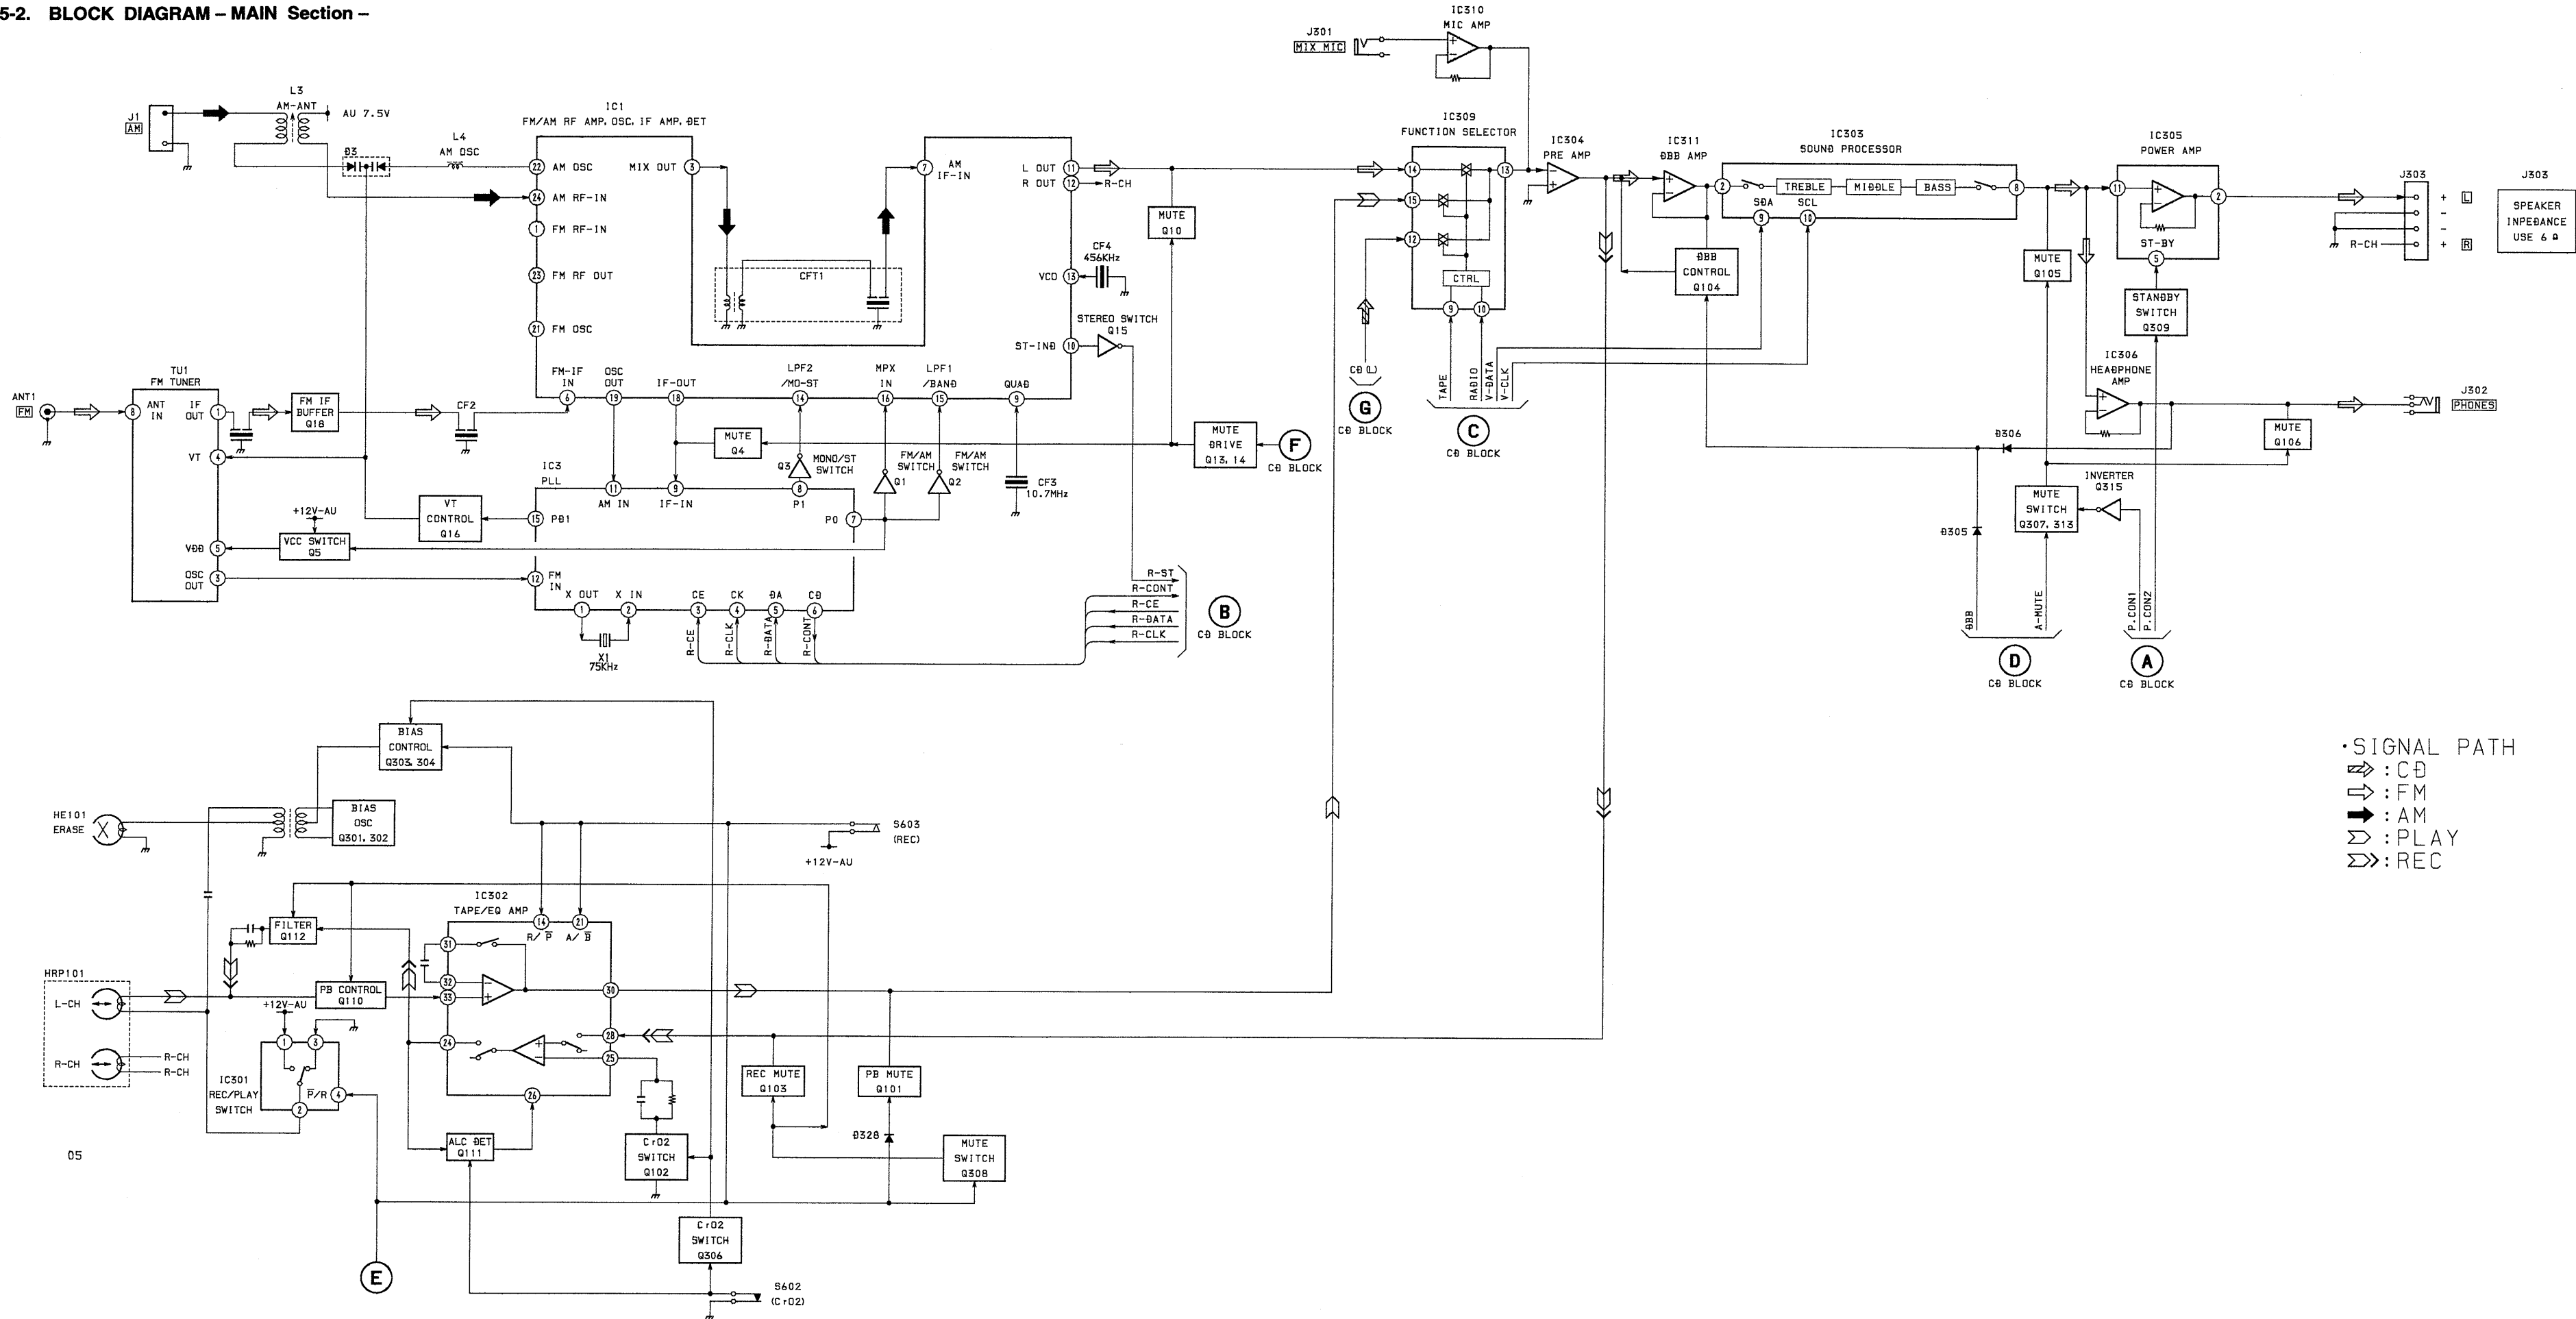 5-2. BLOCK DIAGRAM – MAIN Section –
J1
AM
L3
AM-ANT
AU 7.5V
D3
L4
AM OSC
IC1
FM/AM RF AMP, OSC, IF AMP, DET
22 AM OSC
24 AM RF-IN
1 FM RF-IN
23 FM RF OUT
21 FM OSC
MIX OUT 3
CFT1
7 AM
IF-IN
L OUT 11
R OUT 12
R-CH
VCO 13
CF4
456KHz
STEREO SWITCH
Q15
ST-IND 10
FM-IF
IN
6
OSC
OUT
19
IF-OUT
18
LPF2
/MO-ST
14
MPX
IN
16
LPF1
/BAND
15
QUAD
9
MUTE
Q10
ANT1
FM
TU1
FM TUNER
8 ANT
IN
IF
OUT 1
VT 4
VDD 5
OSC
OUT 3
FM IF
BUFFER
Q18
CF2
MUTE
Q4
Q3
MONO/ST
SWITCH
FM/AM
SWITCH
Q1
FM/AM
SWITCH
Q2
CF3
10.7MHz
MUTE
DRIVE
Q13, 14
F
CD BLOCK
+12V-AU
VCC SWITCH
Q5
VT
CONTROL
Q16
IC3
PLL
11
AM IN
9
IF-IN
8
P1
15 PD1
PO 7
12 FM
IN
X OUT
1
X IN
2
X1
75KHz
CE
3
CK
4
DA
5
CD
6
R-CE
R-CLK
R-DATA
R-CONT
R-ST
R-CONT
R-CE
R-DATA
R-CLK
B
CD BLOCK
J301
MIX MIC
IC310
MIC AMP
IC309
FUNCTION SELECTOR
14
15
12
13
CTRL
9
10
CD (L)
G
CD BLOCK
TAPE
RADIO
V-DATA
V-CLK
C
CD BLOCK
IC304
PRE AMP
IC311
DBB AMP
DBB
CONTROL
Q104
IC303
SOUND PROCESSOR
2
TREBLE
MIDDLE
BASS
8
SDA
9
SCL
10
IC305
POWER AMP
11
2
ST-BY
5
MUTE
Q105
STANDBY
SWITCH
Q309
J303
+ L
-
-
R-CH + R
J303
SPEAKER
INPEDANCE
USE 6 Ω
IC306
HEADPHONE
AMP
J302
PHONES
MUTE
Q106
D306
INVERTER
Q315
MUTE
SWITCH
Q307, 313
D305
DBB
A-MUTE
P.CON1
P.CON2
D
CD BLOCK
A
CD BLOCK
•SIGNAL PATH
: CD
: FM
: AM
: PLAY
: REC
BIAS
CONTROL
Q303, 304
HE101
ERASE
BIAS
OSC
Q301, 302
S603
(REC)
+12V-AU
FILTER
Q112
IC302
TAPE/EQ AMP
14
R/P
21
A/B
31
32
33
30
24
28
25
26
HRP101
L-CH
R-CH
R-CH
R-CH
PB CONTROL
Q110
+12V-AU
1
3
IC301
REC/PLAY
SWITCH
P/R 4
2
REC MUTE
Q103
PB MUTE
Q101
D328
MUTE
SWITCH
Q308
ALC DET
Q111
CrO2
SWITCH
Q102
CrO2
SWITCH
Q306
S602
(CrO2)
E
05